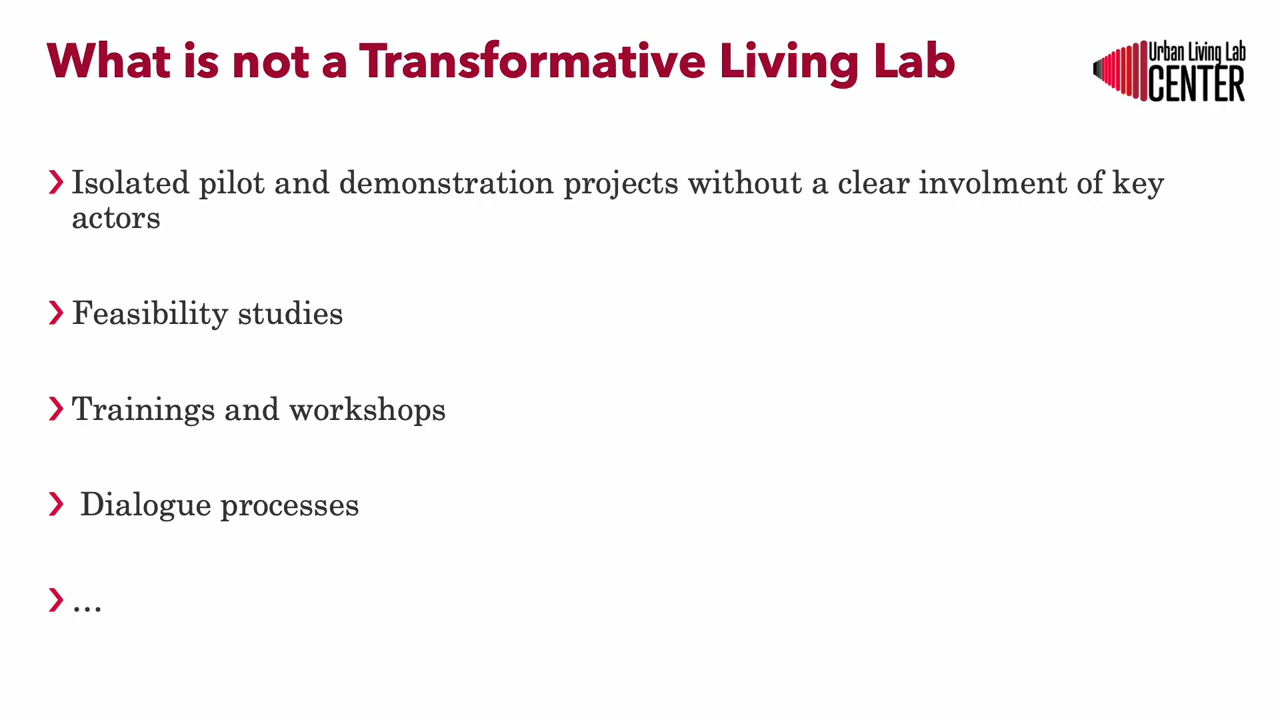 What is not a Transformative Living Lab
Urban Living Lab
CENTER
Isolated pilot and demonstration projects without a clear involment of key
actors
Feasibility studies
Trainings and workshops
Dialogue processes
...